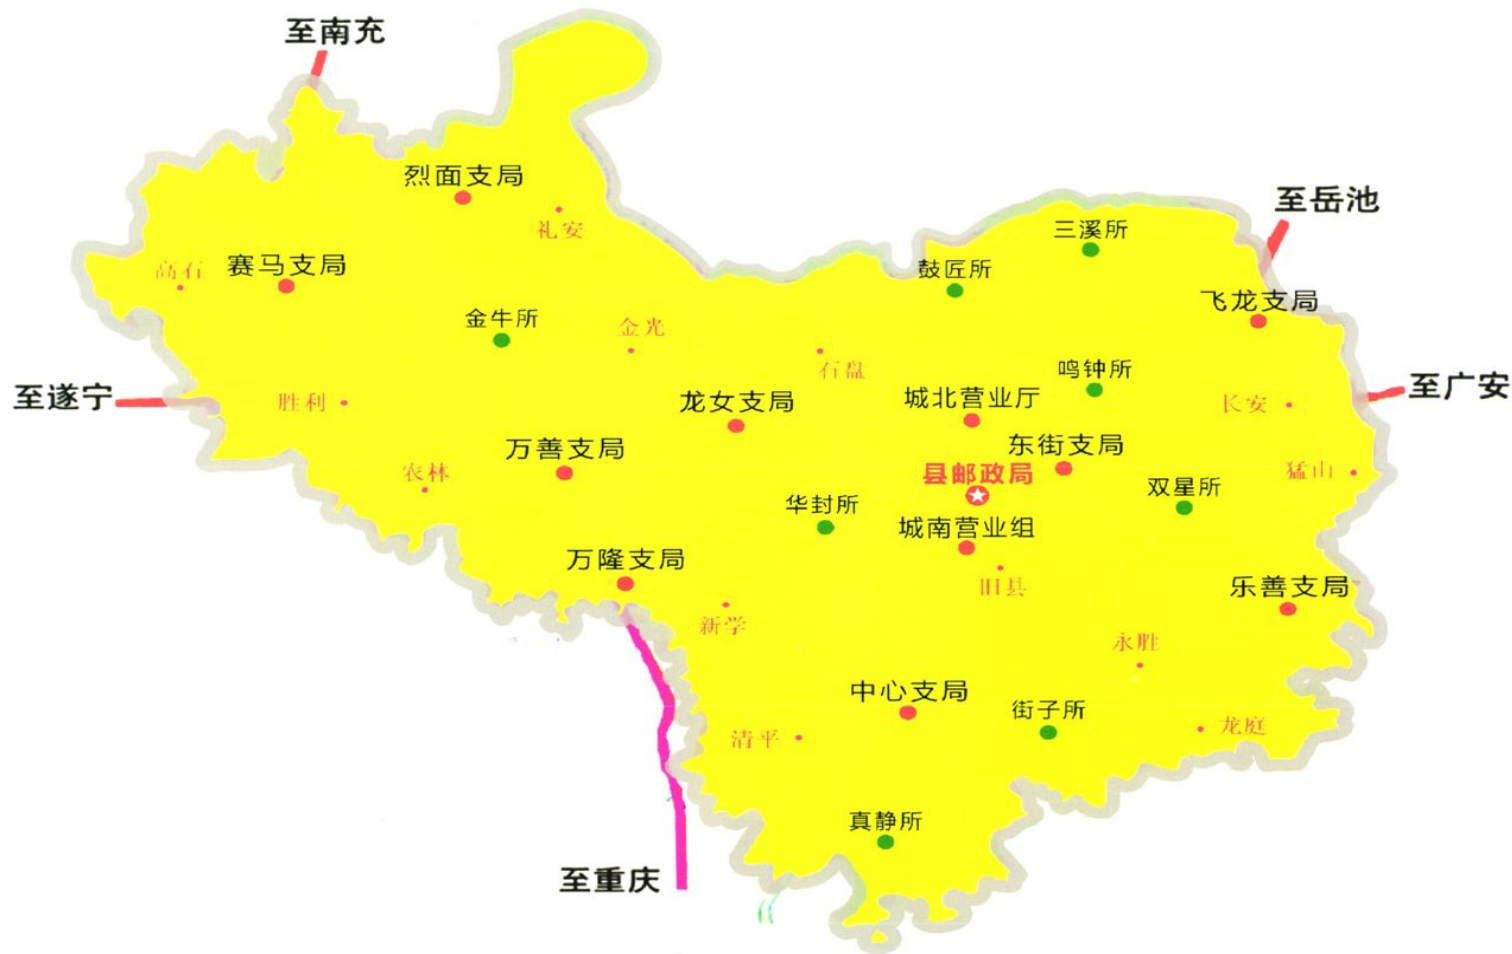 至南充
至岳池
烈面支局
礼安
三溪所
赛马支局
高石
鼓匠所
飞龙支局
金牛所
金光
石盘
鸣钟所
至遂宁
胜利
龙女支局
城北营业厅
长安
至广安
万善支局
东街支局
农林
县邮政局
猛山
华封所
双星所
城南营业组
万隆支局
旧县
乐善支局
新学
永胜
中心支局
街子所
清平
龙庭
真静所
至重庆